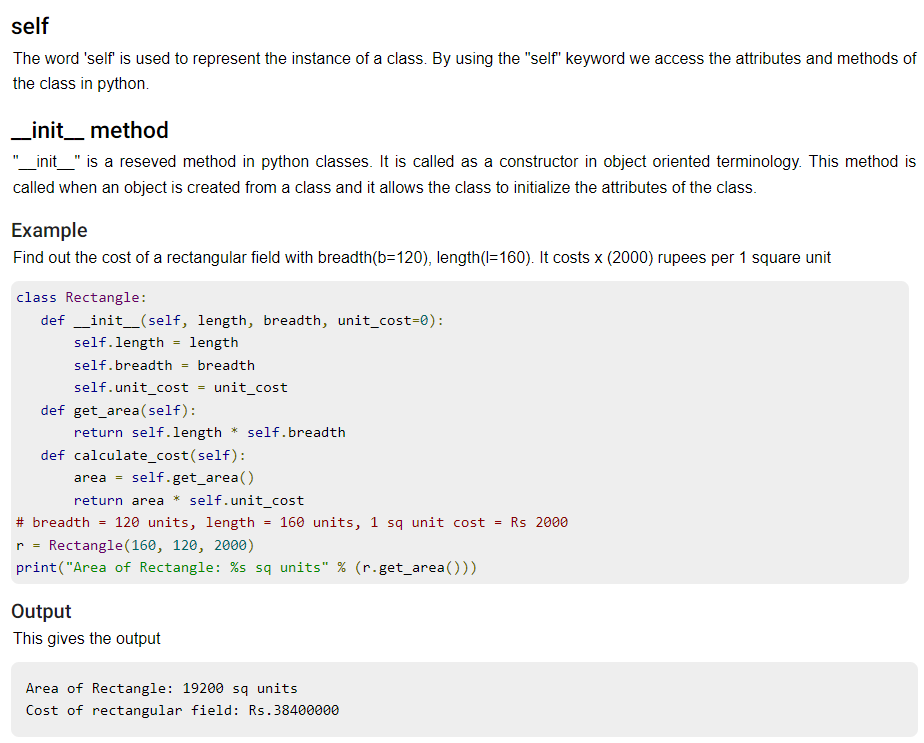 self
The word 'self' is used to represent the instance of a class. By using the "self" keyword we access the attributes and methods of
the class in python.
__init__ method
"__init__" is a reseved method in python classes. It is called as a constructor in object oriented terminology. This method is
called when an object is created from a class and it allows the class to initialize the attributes of the class.
Example
Find out the cost of a rectangular field with breadth(b=120), length(l=160). It costs x (2000) rupees per 1 square unit
class Rectangle:
   def __init__(self, length, breadth, unit_cost=0):
       self.length = length
       self.breadth = breadth
       self.unit_cost = unit_cost
   def get_area(self):
       return self.length * self.breadth
   def calculate_cost(self):
       area = self.get_area()
       return area * self.unit_cost
# breadth = 120 units, length = 160 units, 1 sq unit cost = Rs 2000
r = Rectangle(160, 120, 2000)
print("Area of Rectangle: %s sq units" % (r.get_area()))
Output
This gives the output
Area of Rectangle: 19200 sq units
Cost of rectangular field: Rs.38400000